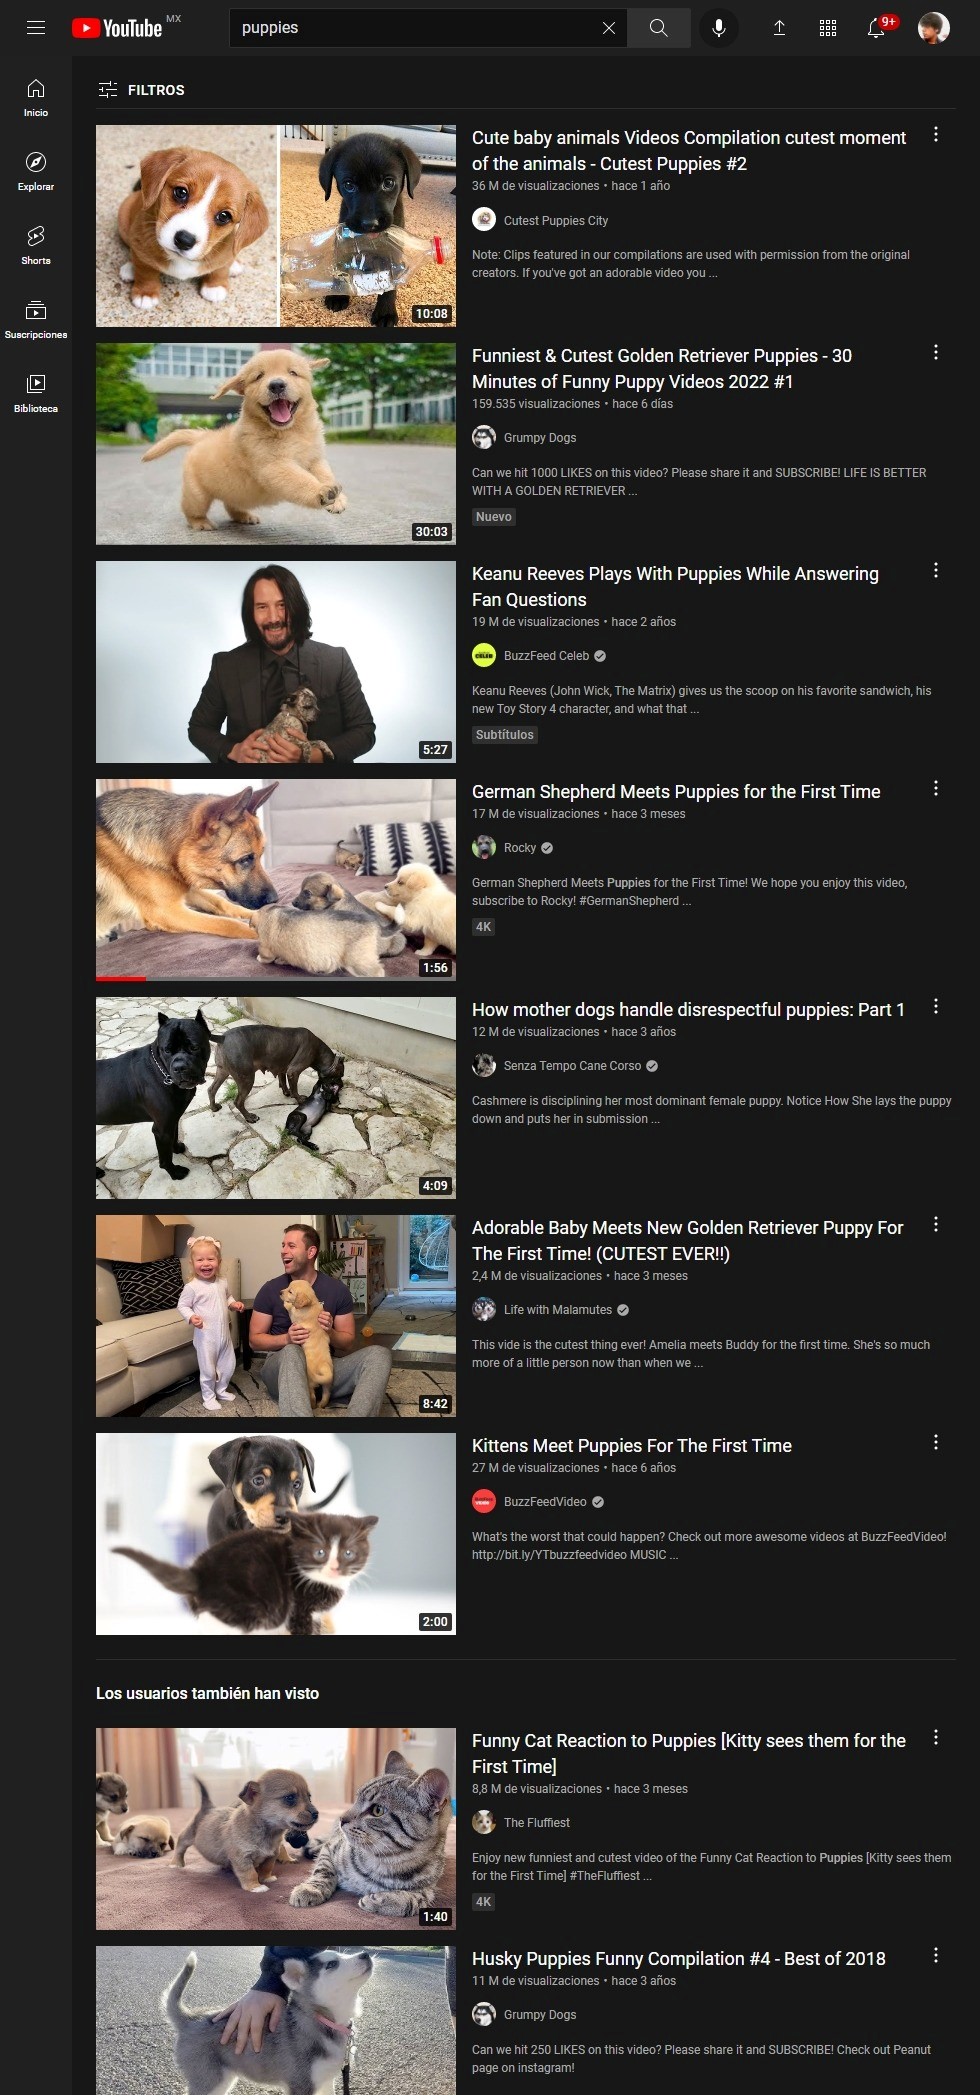 YouTube MX
puppies
9+
Inicio
Explorar
Shorts
Suscripciones
Biblioteca
FILTROS
10:08
Cute baby animals Videos Compilation cutest moment
of the animals - Cutest Puppies #2
36 M de visualizaciones • hace 1 año
Cutest Puppies City
Note: Clips featured in our compilations are used with permission from the original
creators. If you've got an adorable video you ...
30:03
Funniest & Cutest Golden Retriever Puppies - 30
Minutes of Funny Puppy Videos 2022 #1
159.535 visualizaciones • hace 6 días
Grumpy Dogs
Can we hit 1000 LIKES on this video? Please share it and SUBSCRIBE! LIFE IS BETTER
WITH A GOLDEN RETRIEVER ...
Nuevo
5:27
Keanu Reeves Plays With Puppies While Answering
Fan Questions
19 M de visualizaciones • hace 2 años
BuzzFeed Celeb
Keanu Reeves (John Wick, The Matrix) gives us the scoop on his favorite sandwich, his
new Toy Story 4 character, and what that ...
Subtítulos
1:56
German Shepherd Meets Puppies for the First Time
17 M de visualizaciones • hace 3 meses
Rocky
German Shepherd Meets Puppies for the First Time! We hope you enjoy this video,
subscribe to Rocky! #GermanShepherd ...
4K
4:09
How mother dogs handle disrespectful puppies: Part 1
12 M de visualizaciones • hace 3 años
Senza Tempo Cane Corso
Cashmere is disciplining her most dominant female puppy. Notice How She lays the puppy
down and puts her in submission ...
8:42
Adorable Baby Meets New Golden Retriever Puppy For
The First Time! (CUTEST EVER!!)
2,4 M de visualizaciones • hace 3 meses
Life with Malamutes
This vide is the cutest thing ever! Amelia meets Buddy for the first time. She's so much
more of a little person now than when we ...
2:00
Kittens Meet Puppies For The First Time
27 M de visualizaciones • hace 6 años
BuzzFeedVideo
What's the worst that could happen? Check out more awesome videos at BuzzFeedVideo!
http://bit.ly/YTbuzzfeedvideo MUSIC ...
Los usuarios también han visto
1:40
Funny Cat Reaction to Puppies [Kitty sees them for the
First Time]
8,8 M de visualizaciones • hace 3 meses
The Fluffiest
Enjoy new funniest and cutest video of the Funny Cat Reaction to Puppies [Kitty sees them
for the First Time] #TheFluffiest ...
4K
Husky Puppies Funny Compilation #4 - Best of 2018
11 M de visualizaciones • hace 3 años
Grumpy Dogs
Can we hit 250 LIKES on this video? Please share it and SUBSCRIBE! Check out Peanut
page on instagram!